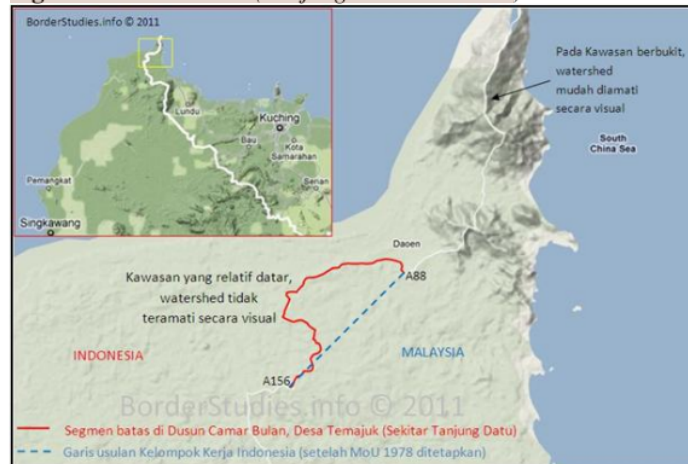 BorderStudies.info © 2011
Lundu
Kuching
Bau
Kota
Samarahan
Serian
Pemangkat
Singkawang
Pada Kawasan berbukit,
watershed
mudah diamati
secara visual
South
China Sea
Daoen
A88
Kawasan yang relatif datar,
watershed tidak
teramati secara visual
INDONESIA
MALAYSIA
A156
BorderStudies.info © 2011
Segmen batas di Dusun Camar Bulan, Desa Temajuk (Sekitar Tanjung Datu)
Garis usulan Kelompok Kerja Indonesia (setelah MoU 1978 ditetapkan)